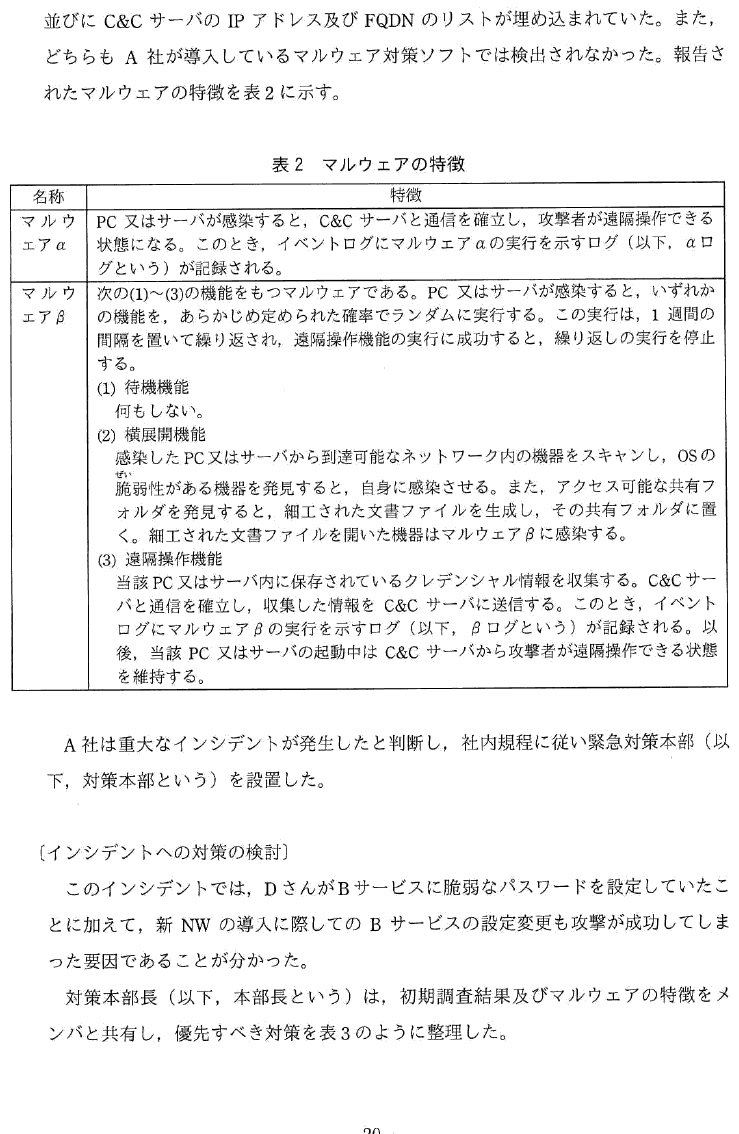 並びに C&C サーバの IP アドレス及び FQDN のリストが埋め込まれていた。また，
どちらも A 社が導入しているマルウェア対策ソフトでは検出されなかった。報告さ
れたマルウェアの特徴を表2に示す。
表2 マルウェアの特徴
名称 特徴
マルウ
ェアα
PC 又はサーバが感染すると，C&C サーバと通信を確立し，攻撃者が遠隔操作できる
状態になる。このとき，イベントログにマルウェアαの実行を示すログ（以下，αロ
グという）が記録される。
マルウ
ェアβ
次の(1)～(3)の機能をもつマルウェアである。PC 又はサーバが感染すると，いずれか
の機能を，あらかじめ定められた確率でランダムに実行する。この実行は，1 週間の
間隔を置いて繰り返され，遠隔操作機能の実行に成功すると，繰り返しの実行を停止
する。
(1) 待機機能
何もしない。
(2) 横展開機能
感染したPC又はサーバから到達可能なネットワーク内の機器をスキャンし，OSの
ぜい
脆弱性がある機器を発見すると，自身に感染させる。また，アクセス可能な共有フ
ォルダを発見すると，細工された文書ファイルを生成し，その共有フォルダに置
く。細工された文書ファイルを開いた機器はマルウェアβに感染する。
(3) 遠隔操作機能
当該PC又はサーバ内に保存されているクレデンシャル情報を収集する。C&Cサー
バと通信を確立し，収集した情報を C&C サーバに送信する。このとき，イベント
ログにマルウェアβの実行を示すログ（以下，βログという）が記録される。以
後，当該 PC 又はサーバの起動中は C&C サーバから攻撃者が遠隔操作できる状態
を維持する。
A 社は重大なインシデントが発生したと判断し，社内規程に従い緊急対策本部（以
下，対策本部という）を設置した。
〔インシデントへの対策の検討〕
このインシデントでは，DさんがBサービスに脆弱なパスワードを設定していたこ
とに加えて，新 NW の導入に際しての B サービスの設定変更も攻撃が成功してしま
った要因であることが分かった。
対策本部長（以下，本部長という）は，初期調査結果及びマルウェアの特徴をメ
ンバと共有し，優先すべき対策を表3のように整理した。